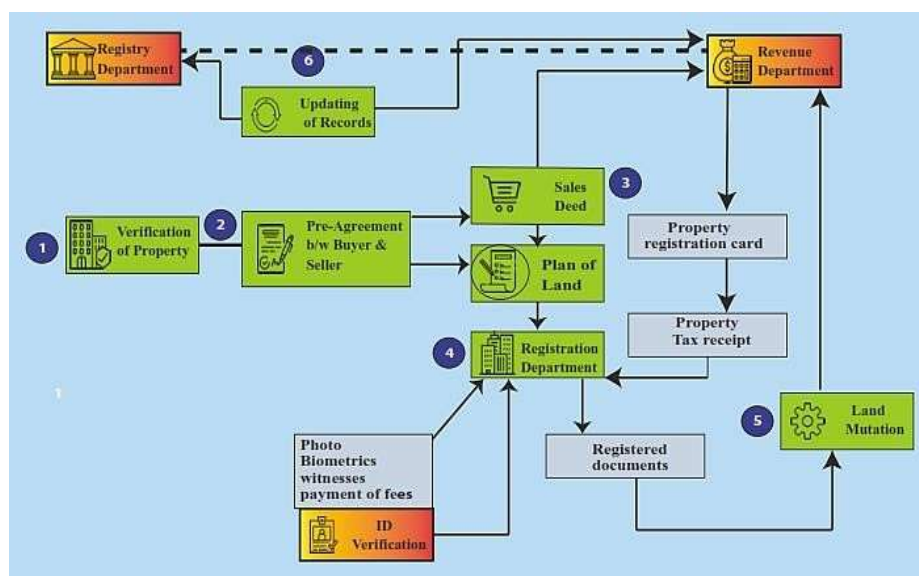 Registry
Department
6
Revenue
Department
Updating
of Records
Sales
Deed
3
1
Verification
of Property
2
Pre-Agreement
b/w Buyer &
Seller
Property
registration card
Plan of
Land
4
Registration
Department
Property
Tax receipt
1
5
Land
Mutation
Photo
Biometrics
witnesses
payment of fees
Registered
documents
ID
Verification